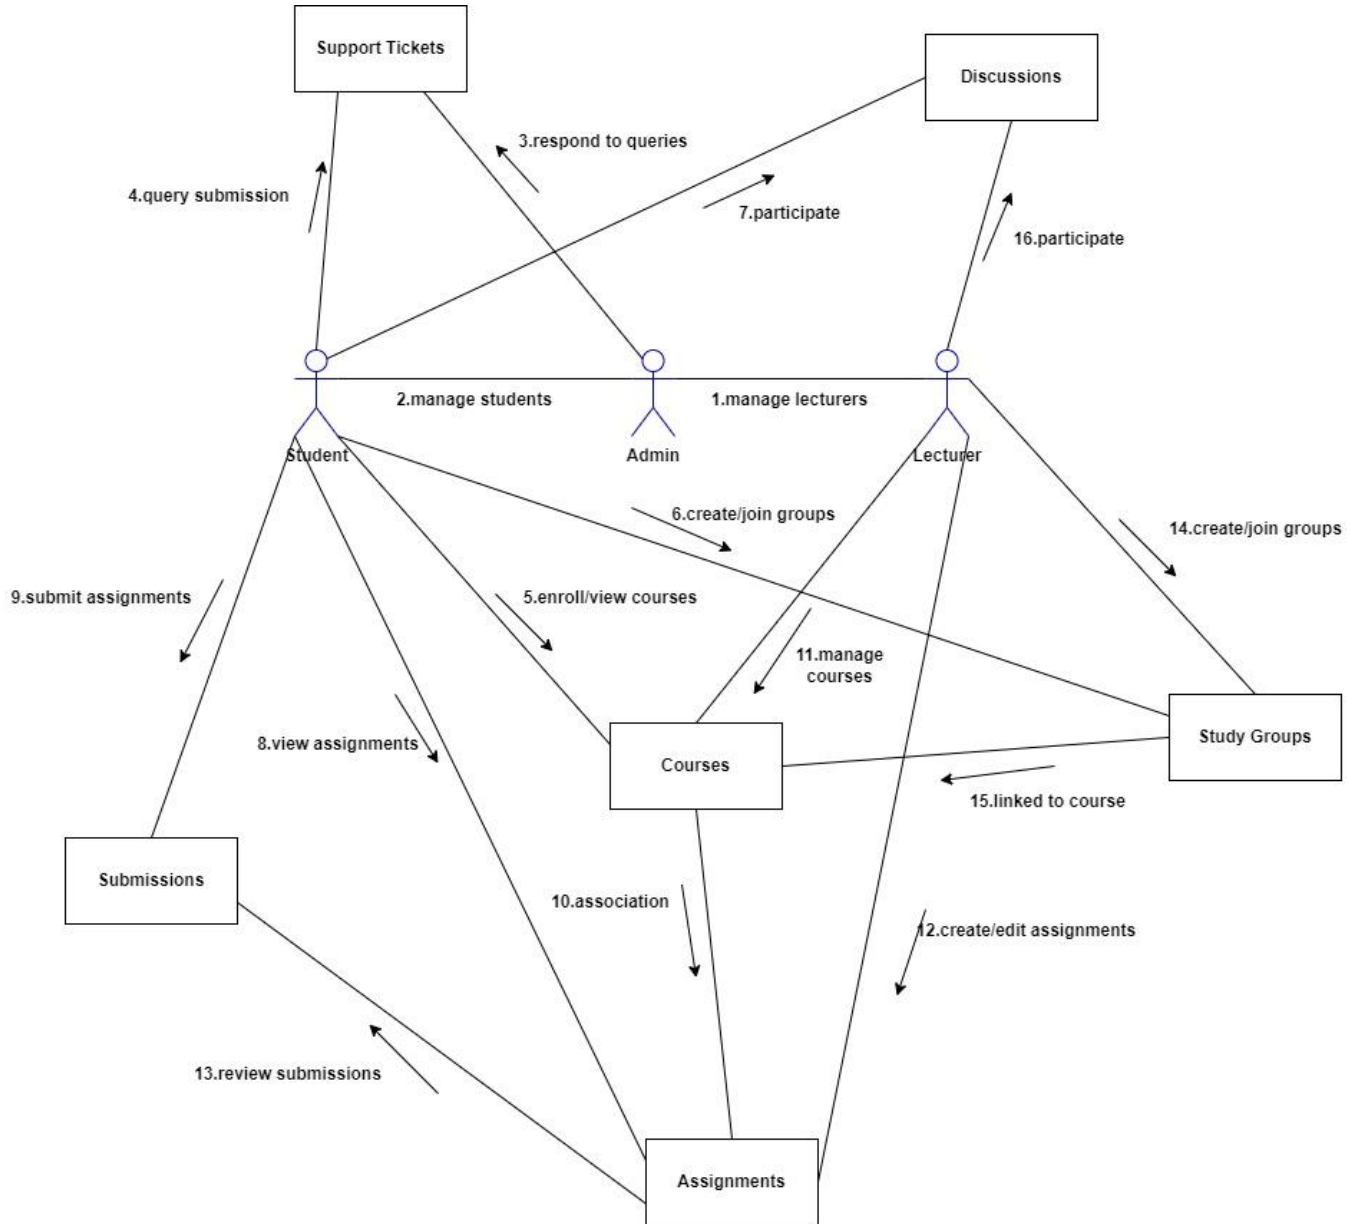 Support Tickets
Discussions
3.respond to queries
4.query submission
7.participate
16.participate
2.manage students
1.manage lecturers
Student
Admin
Lecturer
6.create/join groups
14.create/join groups
9.submit assignments
5.enroll/view courses
11.manage
courses
8.view assignments
Study Groups
Courses
15.linked to course
Submissions
10.association
12.create/edit assignments
13.review submissions
Assignments